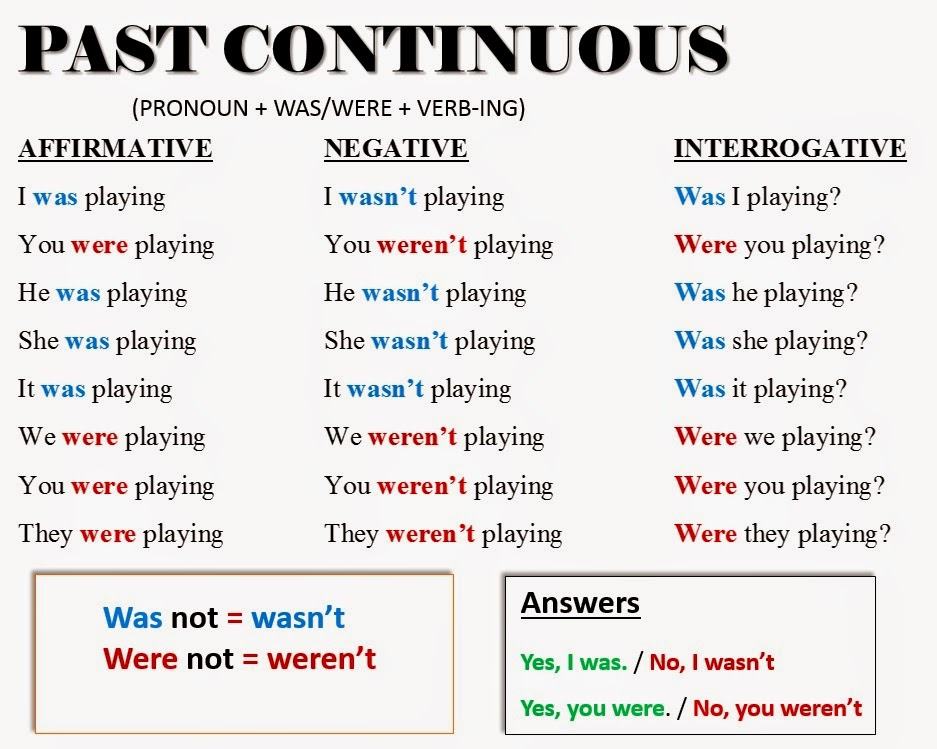 PAST CONTINUOUS
(PRONOUN + WAS/WERE + VERB-ING)
AFFIRMATIVE
I was playing
You were playing
He was playing
She was playing
It was playing
We were playing
You were playing
They were playing
NEGATIVE
I wasn’t playing
You weren’t playing
He wasn’t playing
She wasn’t playing
It wasn’t playing
We weren’t playing
You weren’t playing
They weren’t playing
INTERROGATIVE
Was I playing?
Were you playing?
Was he playing?
Was she playing?
Was it playing?
Were we playing?
Were you playing?
Were they playing?
Was not = wasn’t
Were not = weren’t
Answers
Yes, I was. / No, I wasn’t
Yes, you were. / No, you weren’t